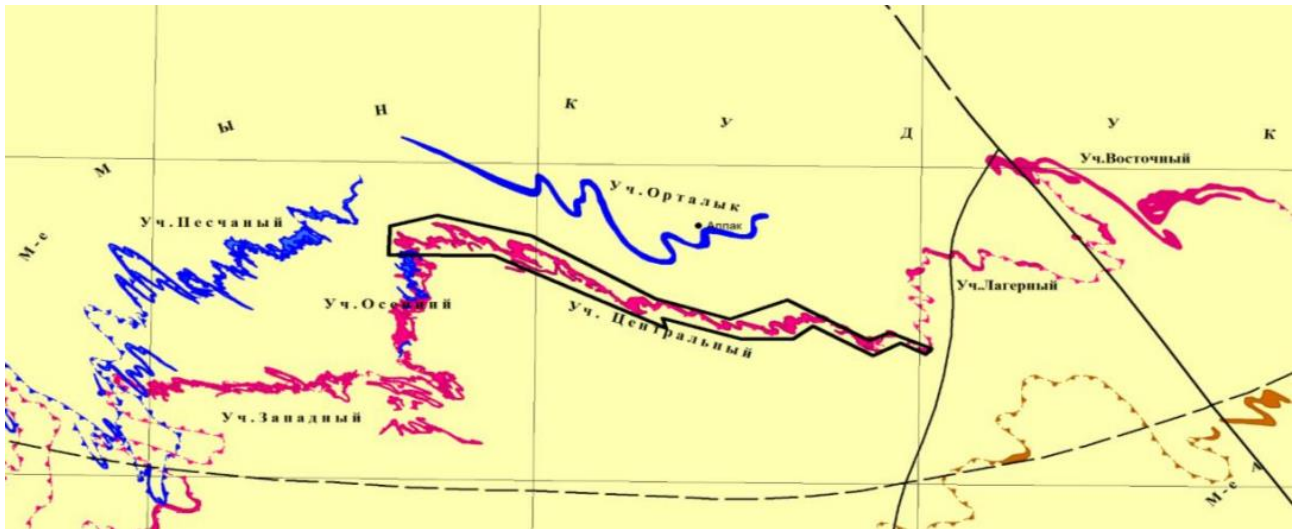 М-е М Ы Н К У Д У К
Уч.Восточный
Уч.Орталык
Уч.Песчаный
Аппак
Уч.Лагерный
Уч.Осенний
Уч. Центральный
Уч.Западный
М-е А